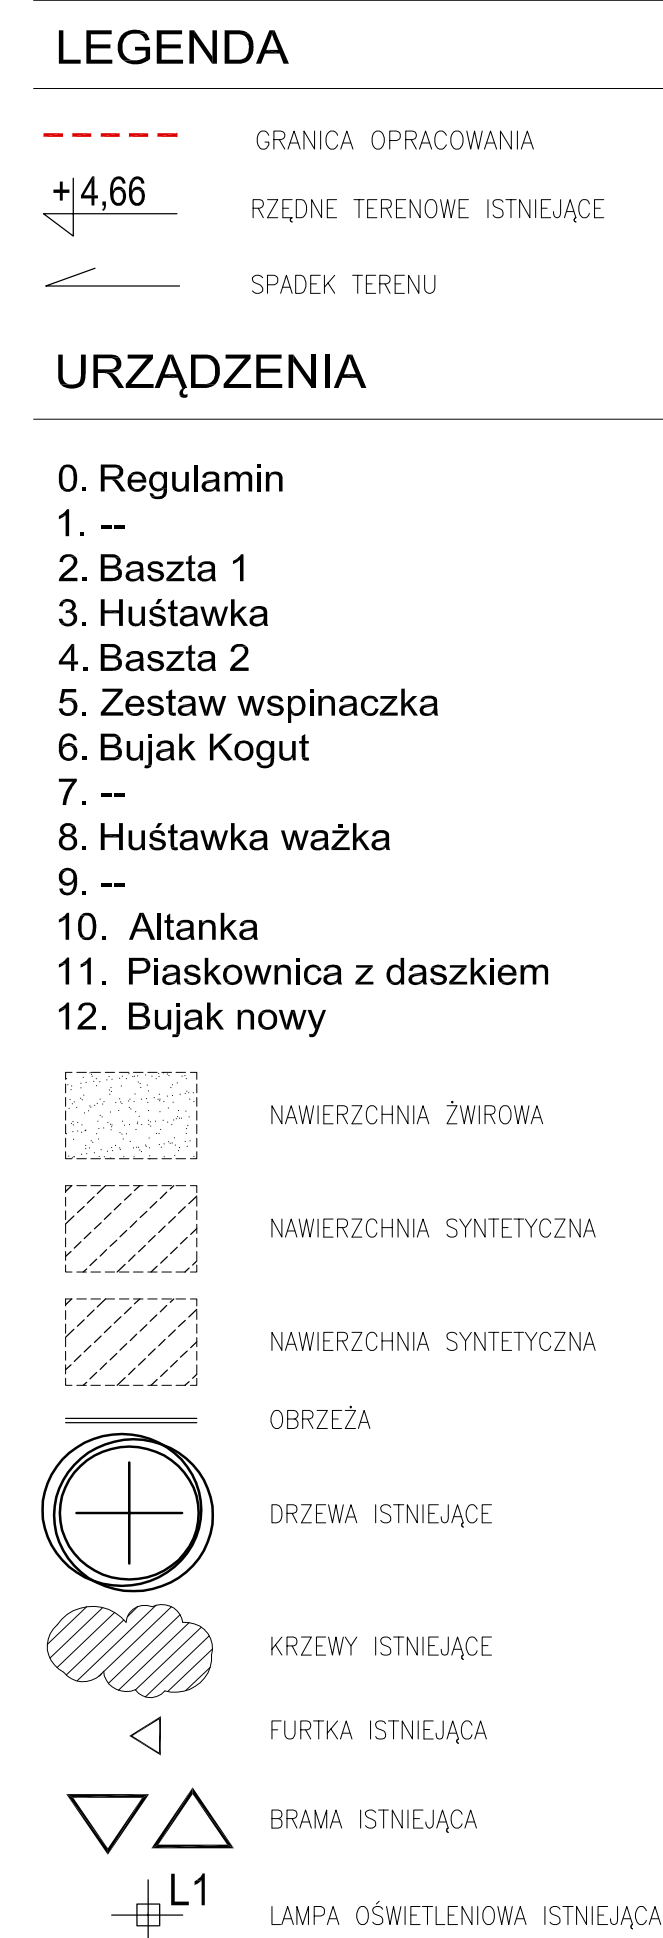 LEGENDA
GRANICA OPRACOWANIA
+4,66
RZĘDNE TERENOWE ISTNIEJĄCE
SPADEK TERENU
URZĄDZENIA
0. Regulamin
1. --
2. Baszta 1
3. Huśtawka
4. Baszta 2
5. Zestaw wspinaczka
6. Bujak Kogut
7. --
8. Huśtawka ważka
9. --
10. Altanka
11. Piaskownica z daszkiem
12. Bujak nowy
NAWIERZCHNIA ŻWIROWA
NAWIERZCHNIA SYNTETYCZNA
NAWIERZCHNIA SYNTETYCZNA
OBRZEŻA
DRZEWA ISTNIEJĄCE
KRZEWY ISTNIEJĄCE
FURTKA ISTNIEJĄCA
BRAMA ISTNIEJĄCA
L1
LAMPA OŚWIETLENIOWA ISTNIEJĄCA